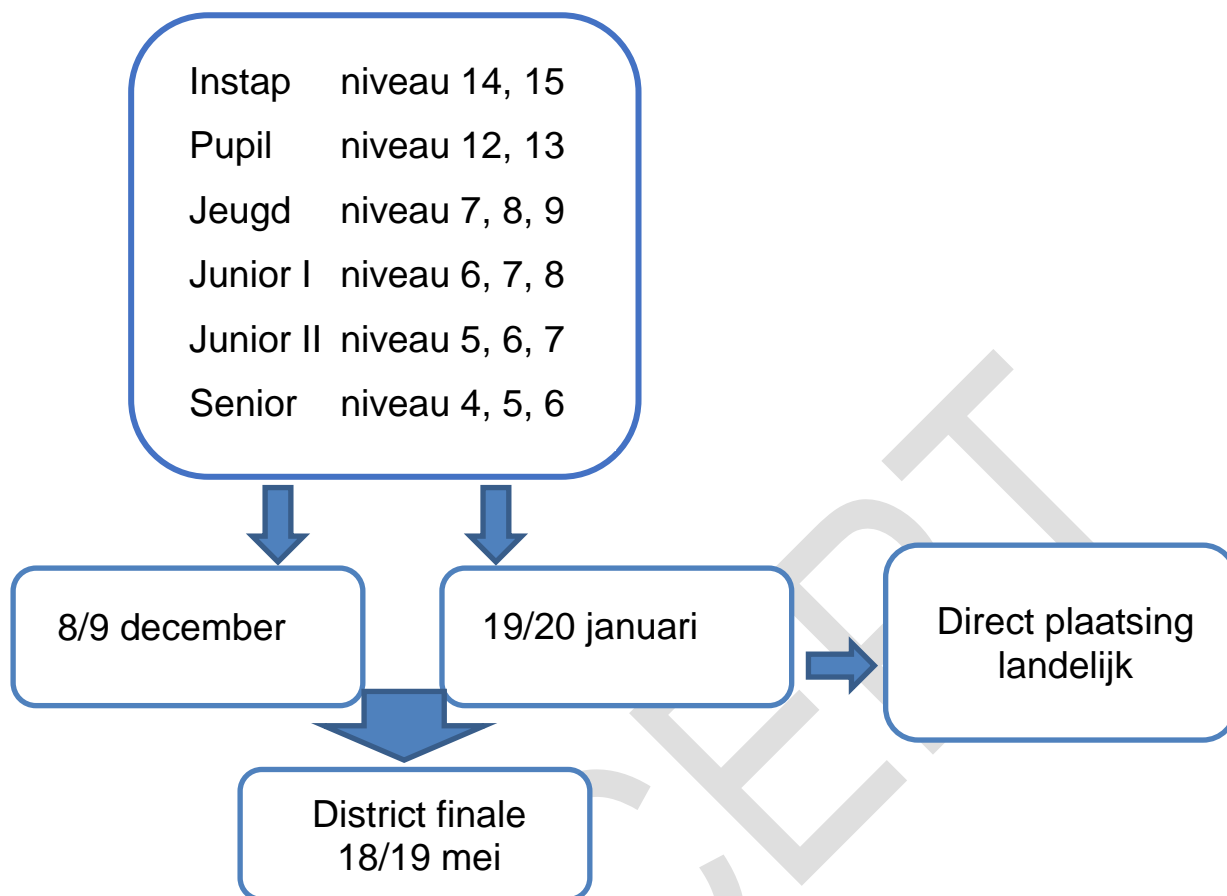 Instap niveau 14, 15
Pupil niveau 12, 13
Jeugd niveau 7, 8, 9
Junior I niveau 6, 7, 8
Junior II niveau 5, 6, 7
Senior niveau 4, 5, 6
8/9 december
19/20 januari
Direct plaatsing
landelijk
District finale
18/19 mei